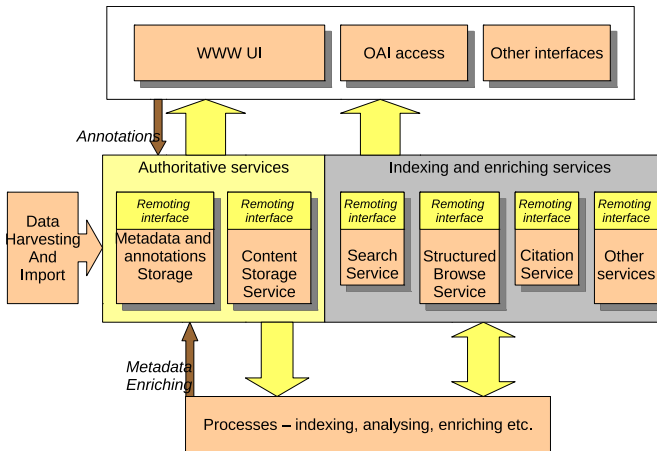 WWW UI
OAI access
Other interfaces
Annotations
Authoritative services
Indexing and enriching services
Data
Harvesting
And
Import
Remoting
interface
Metadata and
annotations
Storage
Remoting
interface
Content
Storage
Service
Remoting
interface
Search
Service
Remoting
interface
Structured
Browse
Service
Remoting
interface
Citation
Service
Remoting
interface
Other
services
Metadata
Enriching
Processes – indexing, analysing, enriching etc.